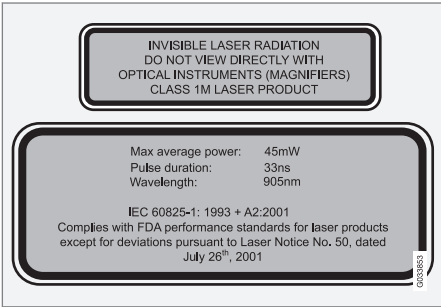 INVISIBLE LASER RADIATION
DO NOT VIEW DIRECTLY WITH
OPTICAL INSTRUMENTS (MAGNIFIERS)
CLASS 1M LASER PRODUCT
Max average power: 45mW
Pulse duration: 33ns
Wavelength: 905nm
IEC 60825-1: 1993 + A2:2001
Complies with FDA performance standards for laser products
except for deviations pursuant to Laser Notice No. 50, dated
July 26th, 2001
G033853